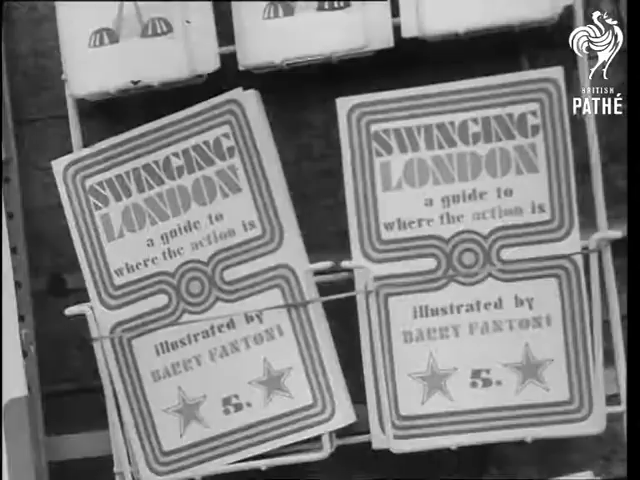 BRITISH
PATHÉ
SWINGING
LONDON
a guide to
where the action is
illustrated by
BARRY FANTONI
5.
SWINGING
LONDON
a guide to
where the action is
illustrated by
BARRY FANTONI
5.